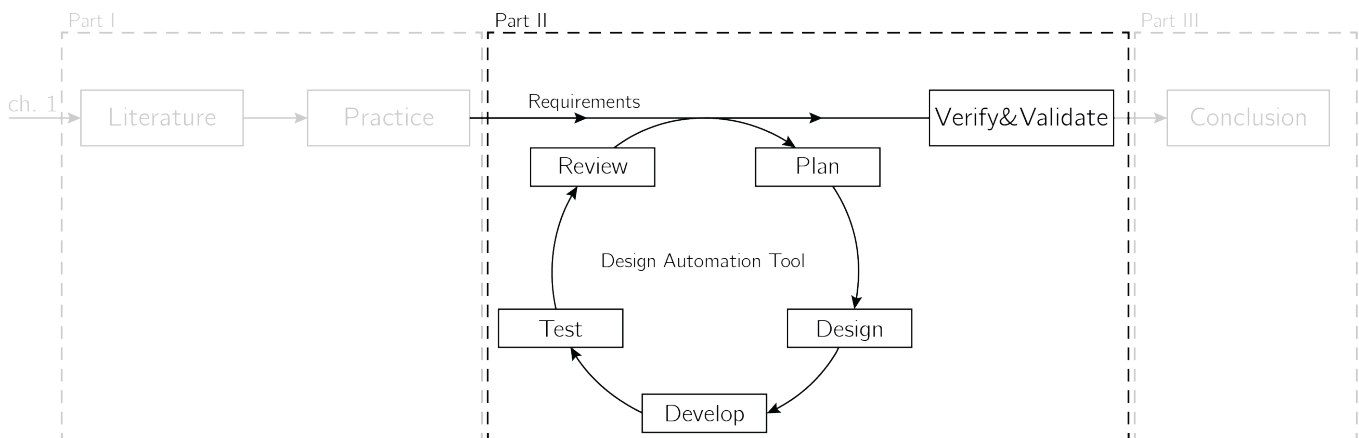 Part I
Part II
Part III
ch. 1
Literature
Practice
Requirements
Verify&Validate
Conclusion
Review
Plan
Design Automation Tool
Test
Design
Develop